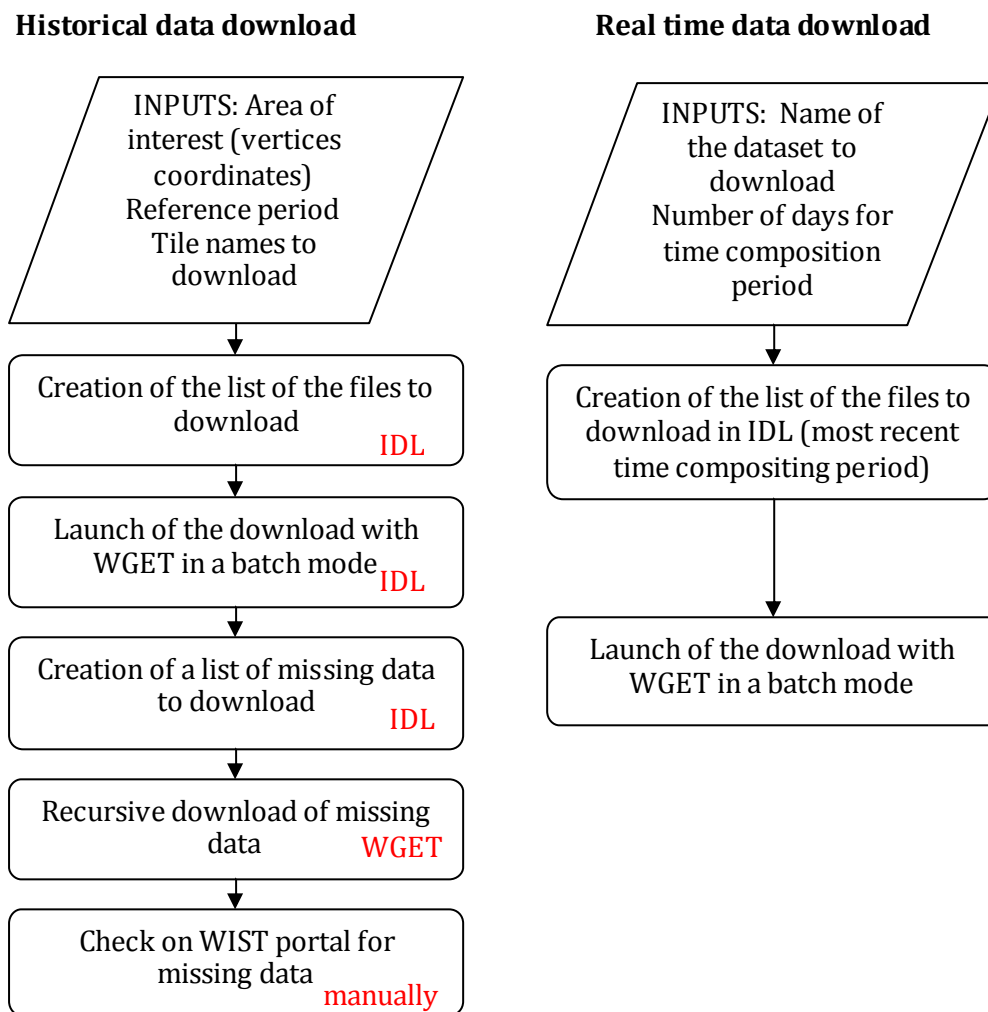 Historical data download
INPUTS: Area of
interest (vertices
coordinates)
Reference period
Tile names to
download
Creation of the list of the files to
download
IDL
Launch of the download with
WGET in a batch mode
IDL
Creation of a list of missing data
to download
IDL
Recursive download of missing
data
WGET
Check on WIST portal for
missing data
manually
Real time data download
INPUTS:  Name of
the dataset to
download
Number of days for
time composition
period
Creation of the list of the files to
download in IDL (most recent
time compositing period)
Launch of the download with
WGET in a batch mode